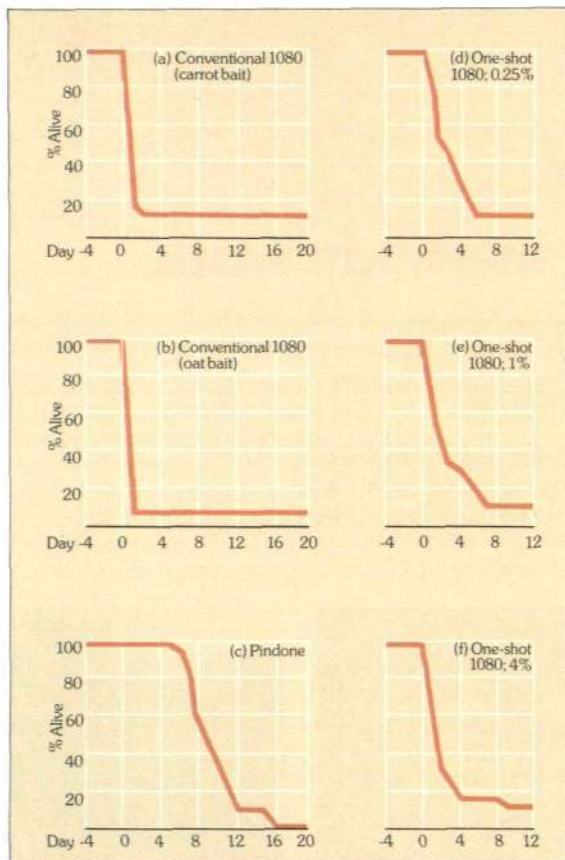 (a) Conventional 1080
(carrot bait)
100
80
60
40
20
% Alive
Day -4 0 4 8 12 16 20
(d) One-shot
1080; 0.25%
-4 0 4 8 12
(b) Conventional 1080
(oat bait)
100
80
60
40
20
% Alive
Day -4 0 4 8 12 16 20
(e) One-shot
1080; 1%
-4 0 4 8 12
(c) Pindone
100
80
60
40
20
% Alive
Day -4 0 4 8 12 16 20
(f) One-shot
1080; 4%
-4 0 4 8 12